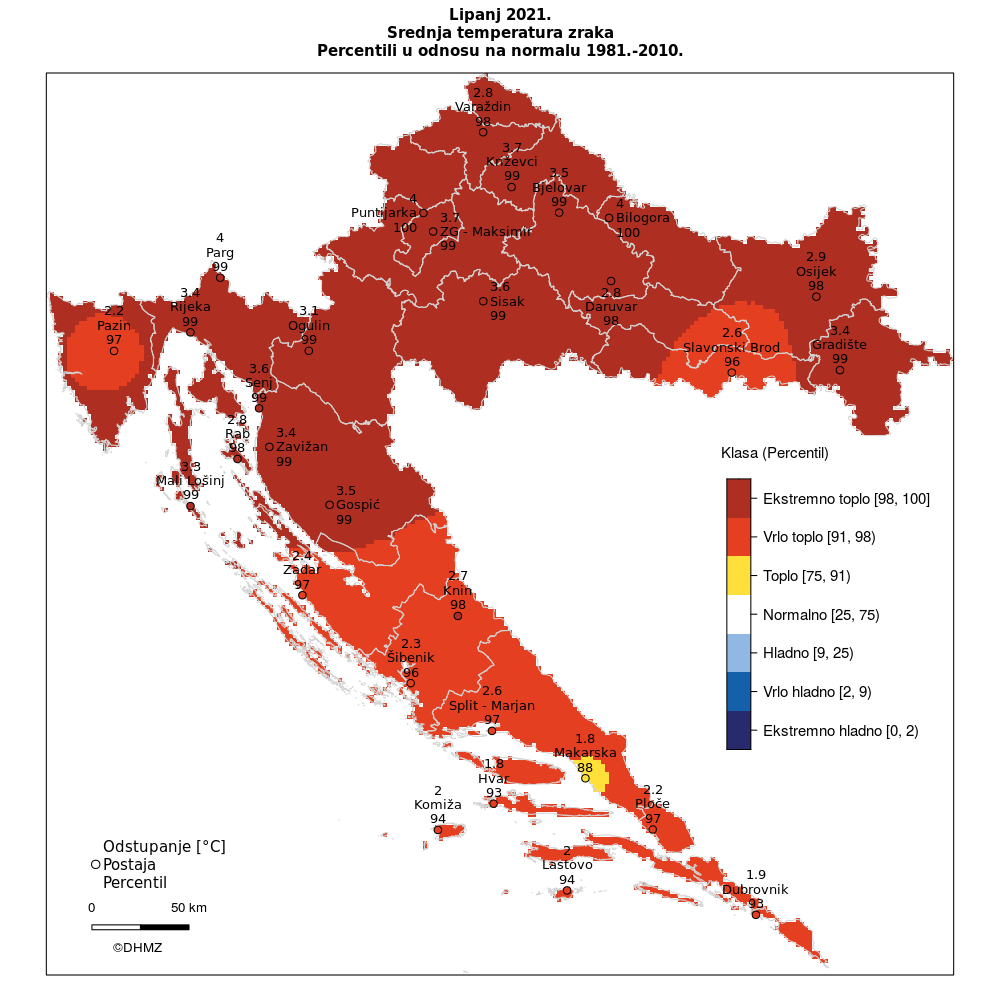 Lipanj 2021.
Srednja temperatura zraka
Percentili u odnosu na normalu 1981.-2010.
2.8
Varaždin
98
3.7
Križevci
99
3.5
Bjelovar
99
4
Puntijarka
100
3.7
ZG - Maksimir
99
4
Bilogora
100
4
Parg
99
2.9
Osijek
98
3.4
Rijeka
99
2.2
Pazin
97
3.1
Ogulin
99
3.6
Sisak
99
2.8
Daruvar
98
2.6
Slavonski Brod
96
3.4
Gradište
99
3.6
Senj
99
2.8
Rab
98
3.4
Zavižan
99
3.3
Mali Lošinj
99
3.5
Gospić
99
Klasa (Percentil)
Ekstremno toplo [98, 100]
Vrlo toplo [91, 98)
Toplo [75, 91)
Normalno [25, 75)
Hladno [9, 25)
Vrlo hladno [2, 9)
Ekstremno hladno [0, 2)
2.4
Zadar
97
2.7
Knin
98
2.3
Šibenik
96
2.6
Split - Marjan
97
1.8
Makarska
88
1.8
Hvar
93
2
Komiža
94
2.2
Ploče
97
2
Lastovo
94
1.9
Dubrovnik
93
Odstupanje [°C]
Postaja
Percentil
0 50 km
©DHMZ